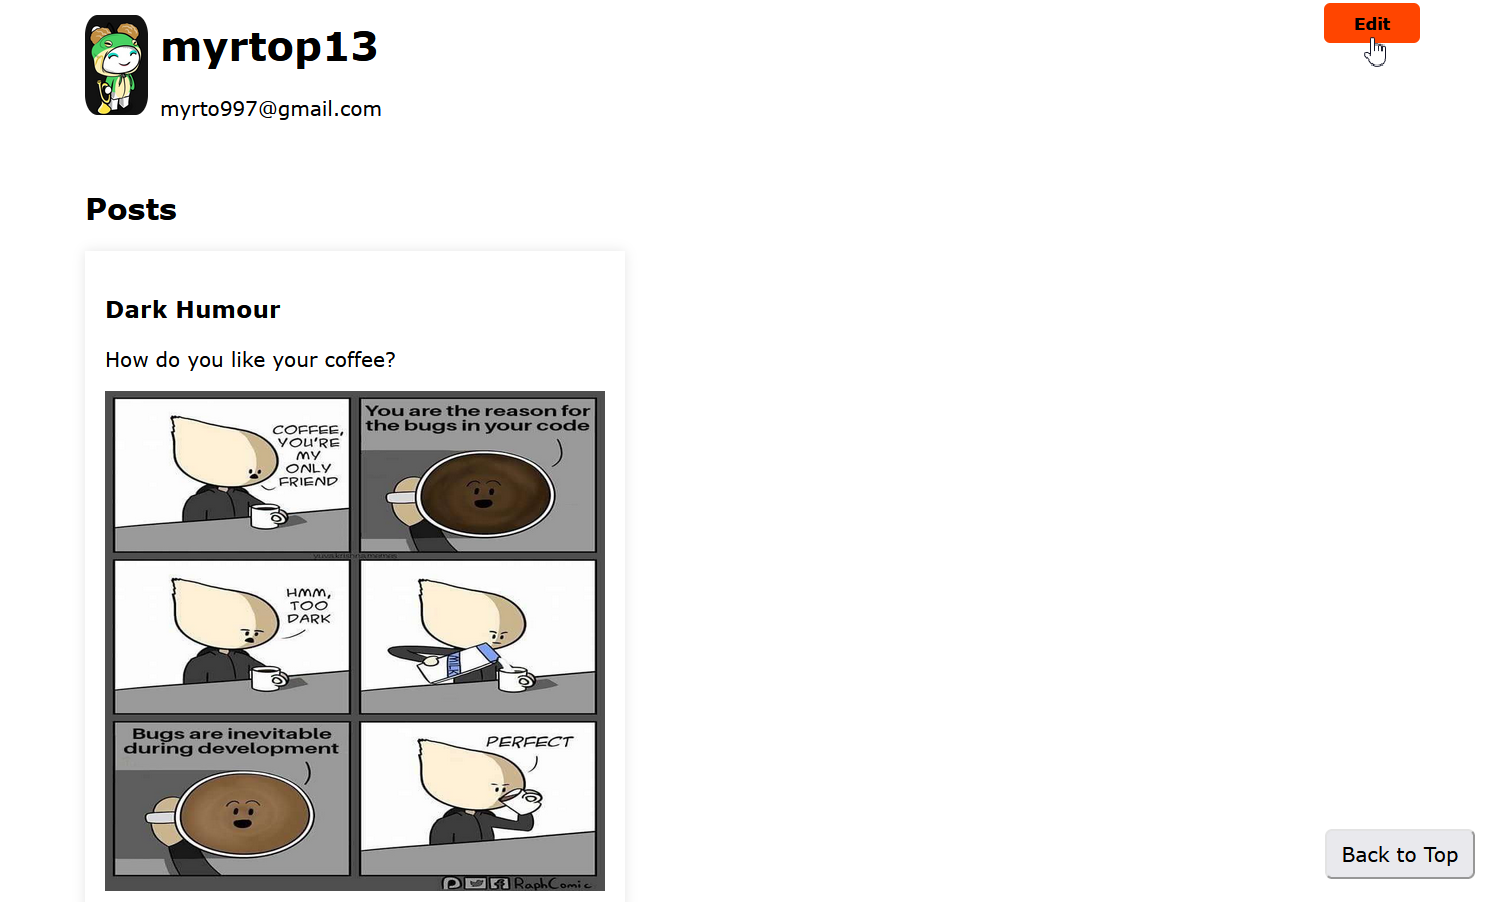 myrtop13
Edit
myrto997@gmail.com
Posts
Dark Humour
How do you like your coffee?
COFFEE,
YOU'RE
MY
ONLY
FRIEND
You are the reason for
the bugs in your code
HMM,
TOO
DARK
MILK
Bugs are inevitable
during development
PERFECT
RaphComic
Back to Top